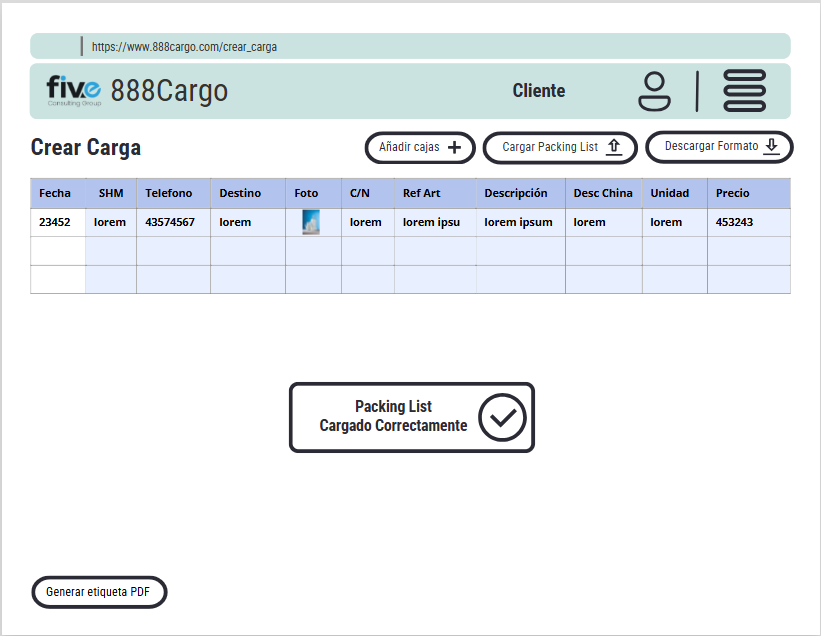 https://www.888cargo.com/crear_carga
five Consulting Group 888Cargo Cliente
Crear Carga Añadir cajas Cargar Packing List Descargar Formato
Fecha SHM Telefono Destino Foto C/N Ref Art Descripción Desc China Unidad Precio
23452 lorem 43574567 lorem lorem lorem ipsu lorem ipsum lorem lorem 453243
Packing List
Cargado Correctamente
Generar etiqueta PDF